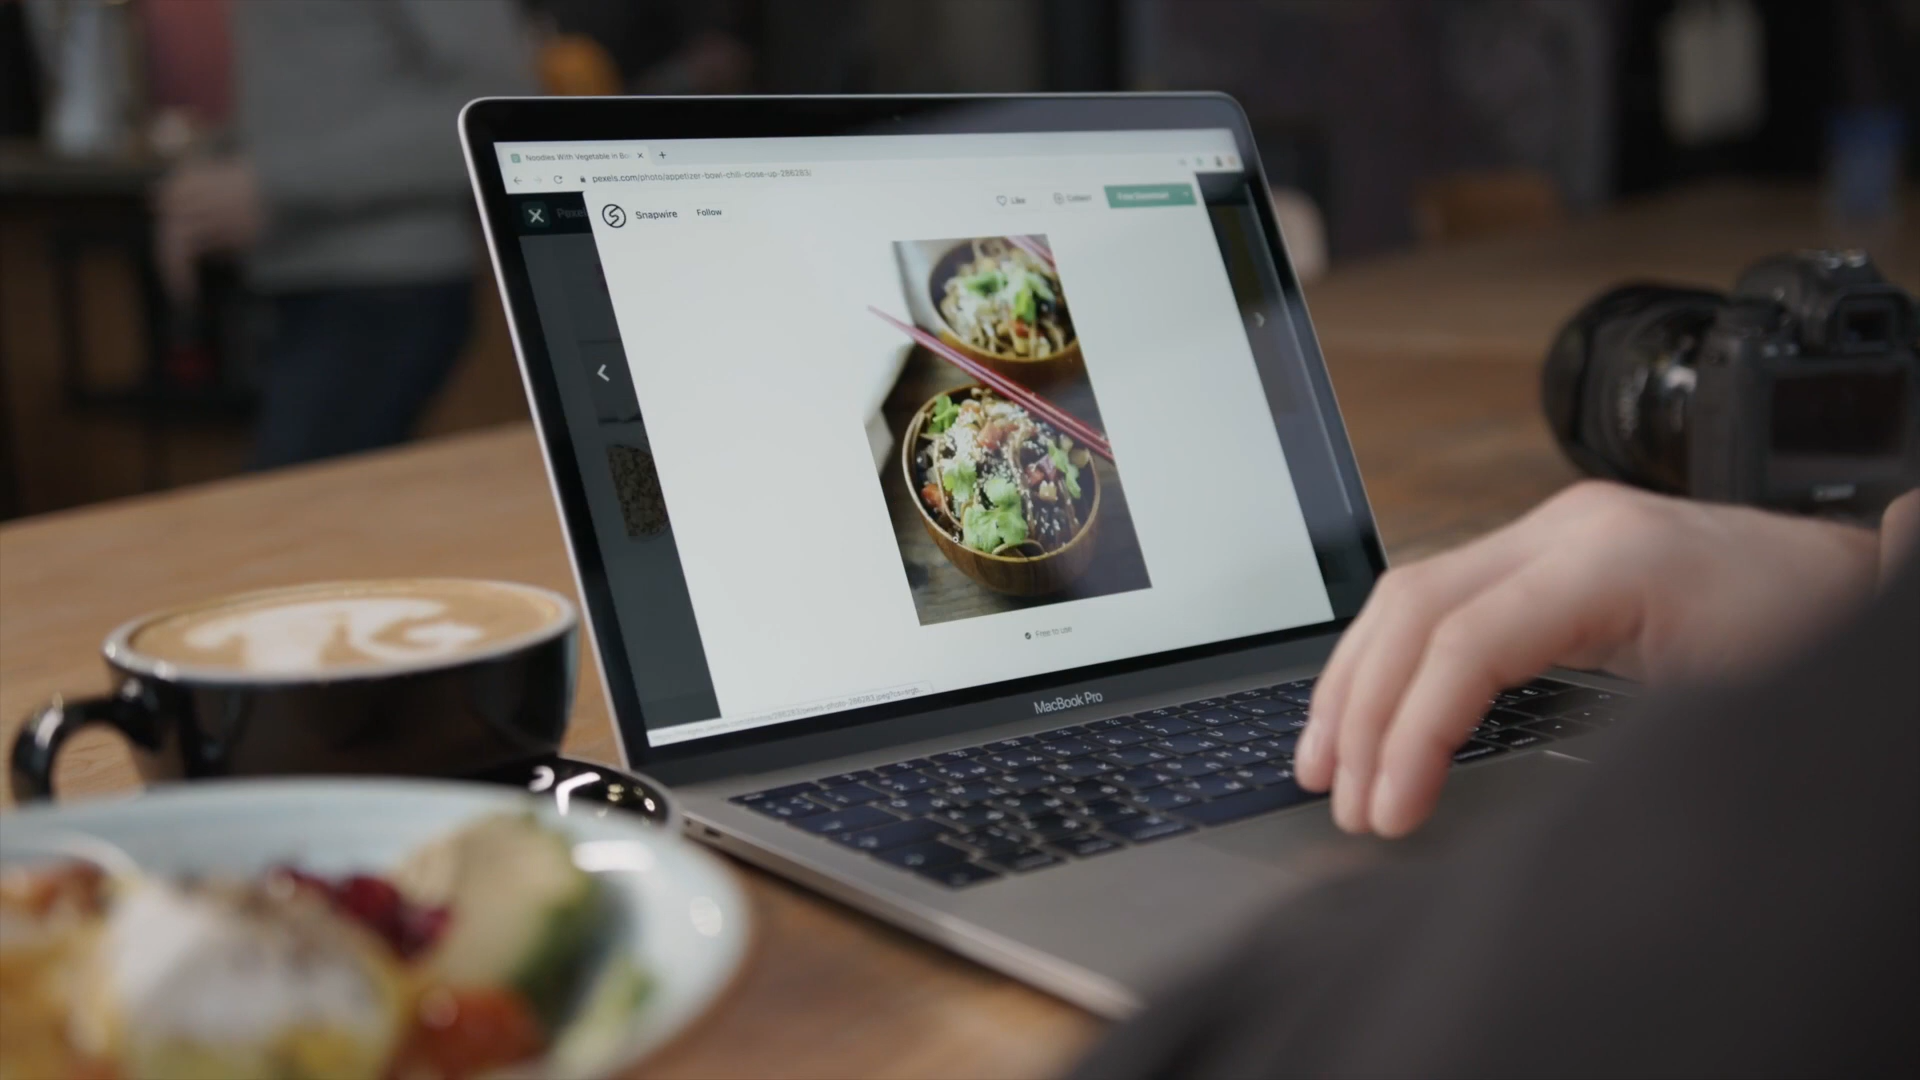 Noodles With Vegetable in Bo
pexels.com/photo/appetizer-bowl-chili-close-up-286283/
Pexel
Snapwire
Follow
Like
Collect
Free Download
Free to use
MacBook Pro